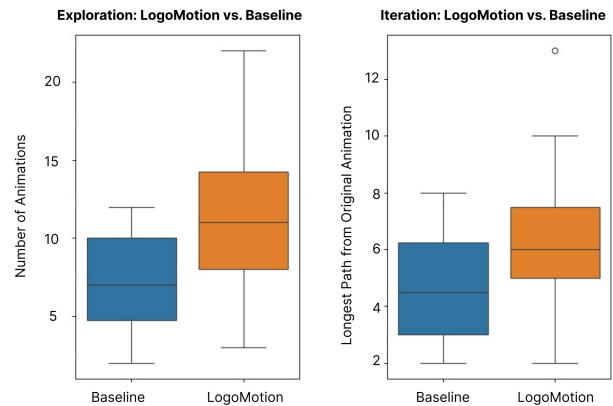 Exploration: LogoMotion vs. Baseline
Number of Animations
20
15
10
5
Baseline
LogoMotion
Iteration: LogoMotion vs. Baseline
Longest Path from Original Animation
12
10
8
6
4
2
Baseline
LogoMotion